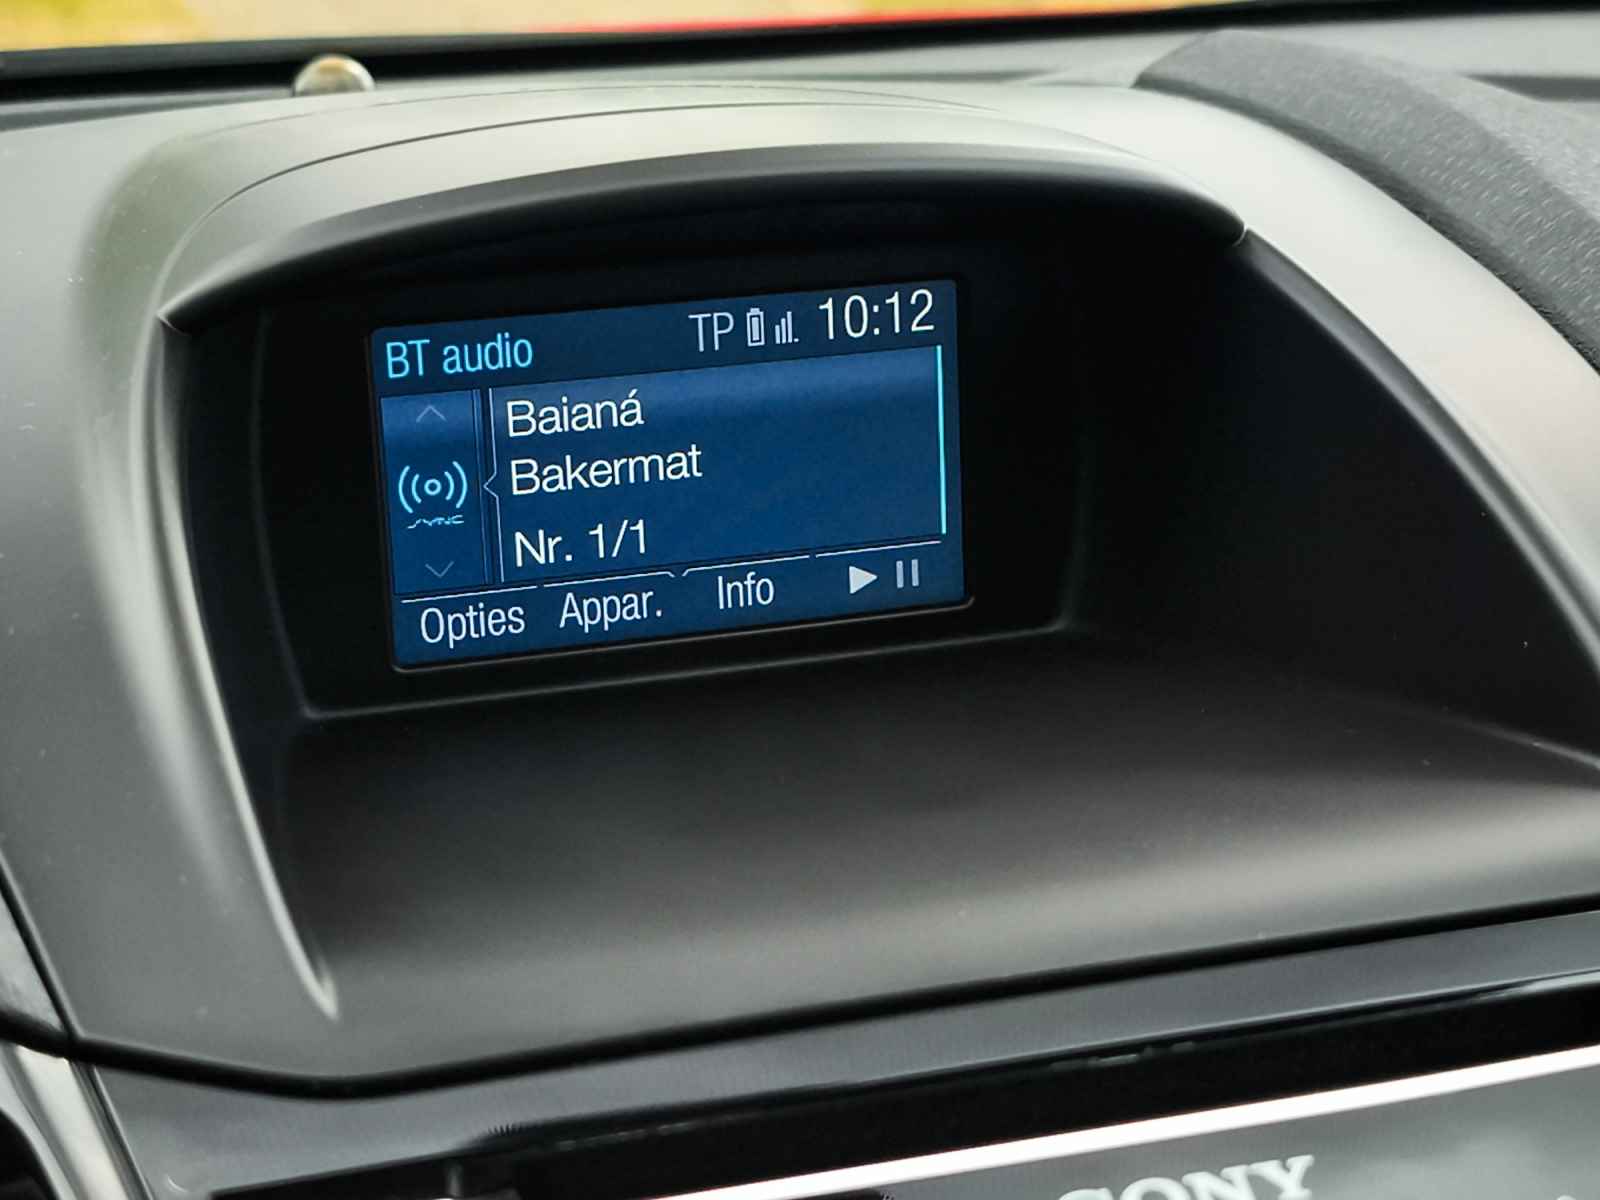 BT audio TP 10:12
Baianá
Bakermat
SYNC
Nr. 1/1
Opties Appar. Info
SONY